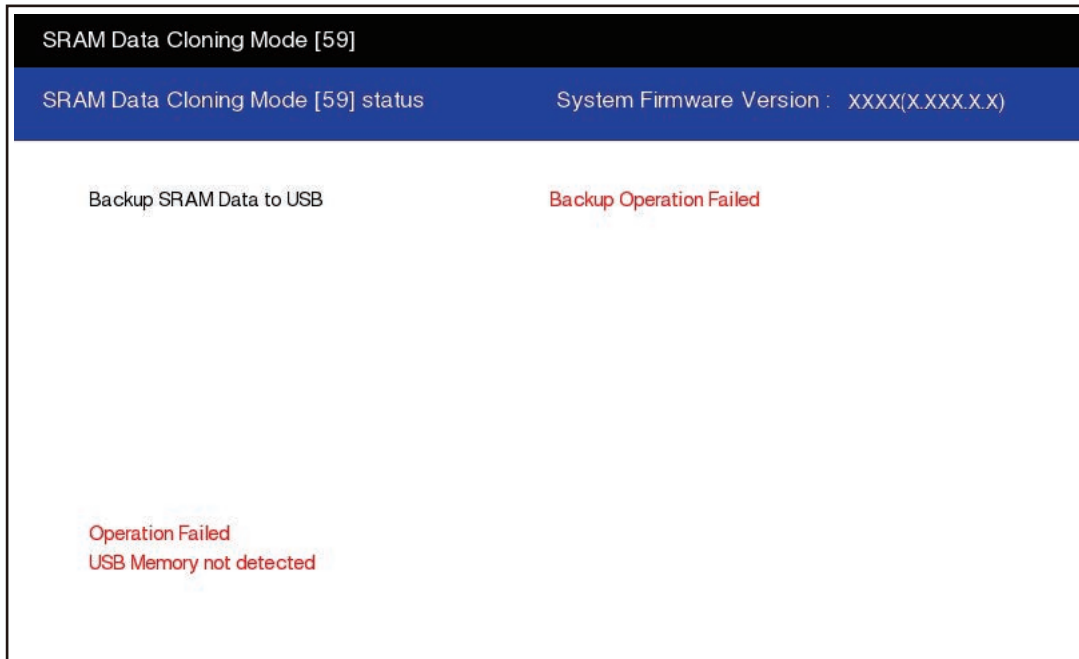 SRAM Data Cloning Mode [59]
SRAM Data Cloning Mode [59] status System Firmware Version : XXXX(X.XXX.X.X)
Backup SRAM Data to USB Backup Operation Failed
Operation Failed
USB Memory not detected